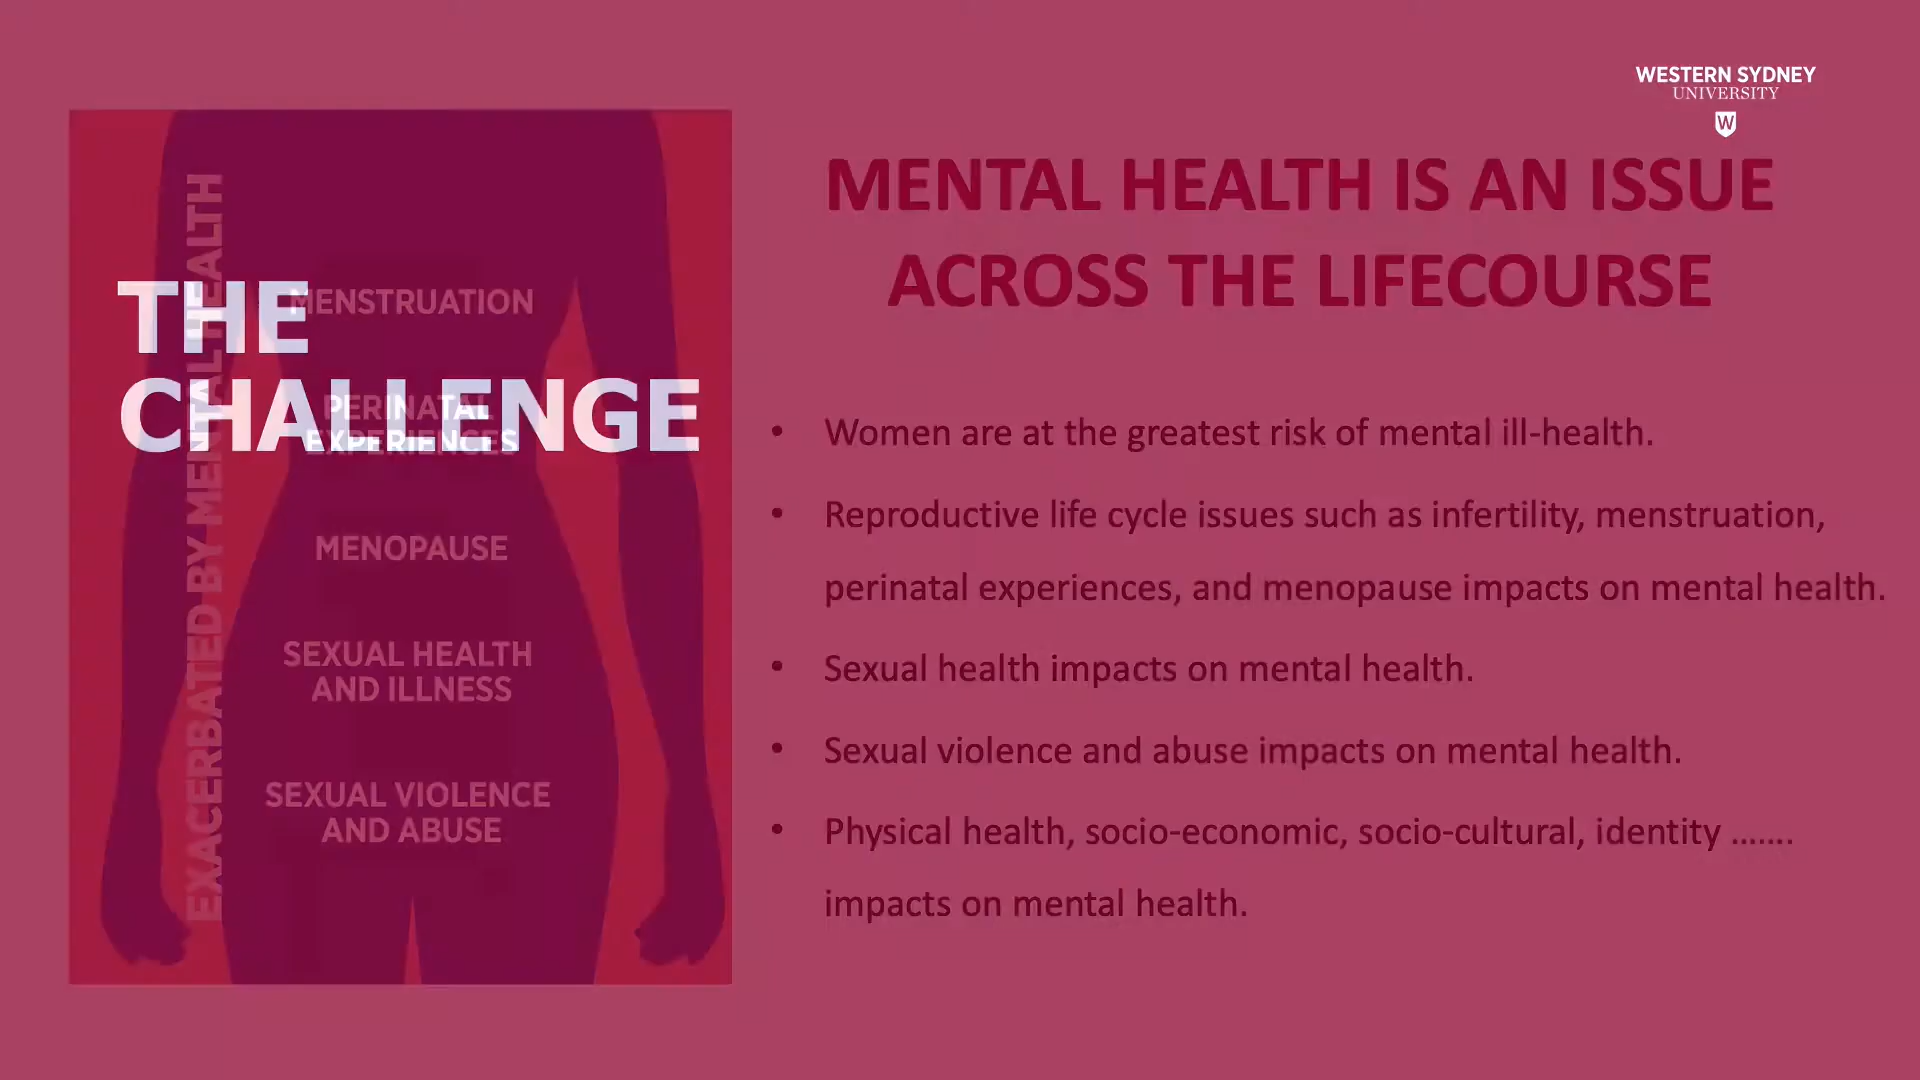 WESTERN SYDNEY
UNIVERSITY
W
THE
CHALLENGE
EXACERBATED BY MENTAL HEALTH
MENSTRUATION
PERINATAL
EXPERIENCES
MENOPAUSE
SEXUAL HEALTH
AND ILLNESS
SEXUAL VIOLENCE
AND ABUSE
MENTAL HEALTH IS AN ISSUE
ACROSS THE LIFECOURSE
• Women are at the greatest risk of mental ill-health.
• Reproductive life cycle issues such as infertility, menstruation,
perinatal experiences, and menopause impacts on mental health.
• Sexual health impacts on mental health.
• Sexual violence and abuse impacts on mental health.
• Physical health, socio-economic, socio-cultural, identity …….
impacts on mental health.